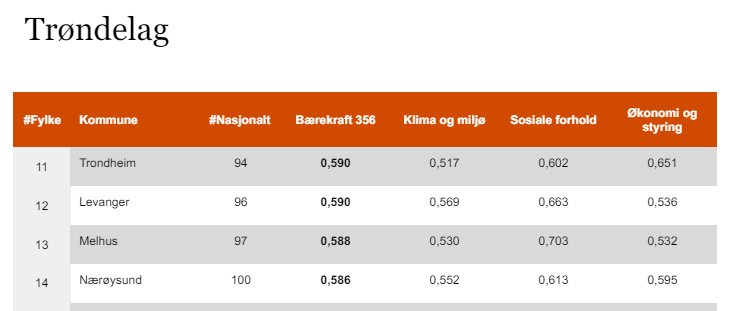 Trøndelag
#Fylke Kommune #Nasjonalt Bærekraft 356 Klima og miljø Sosiale forhold Økonomi og styring
11 Trondheim 94 0,590 0,517 0,602 0,651
12 Levanger 96 0,590 0,569 0,663 0,536
13 Melhus 97 0,588 0,530 0,703 0,532
14 Nærøysund 100 0,586 0,552 0,613 0,595